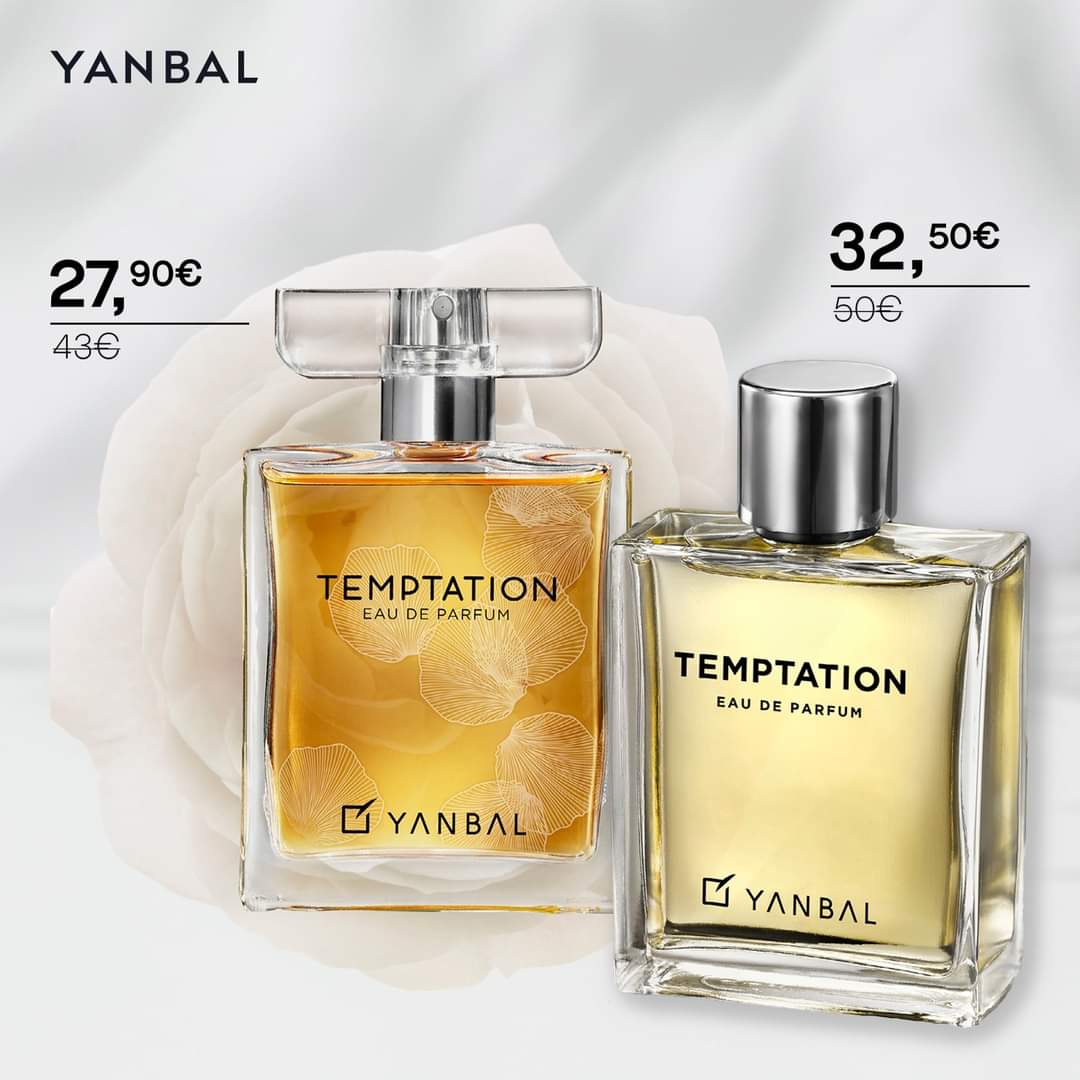 YANBAL
27,90€
43€
32,50€
50€
TEMPTATION
EAU DE PARFUM
YANBAL
TEMPTATION
EAU DE PARFUM
YANBAL